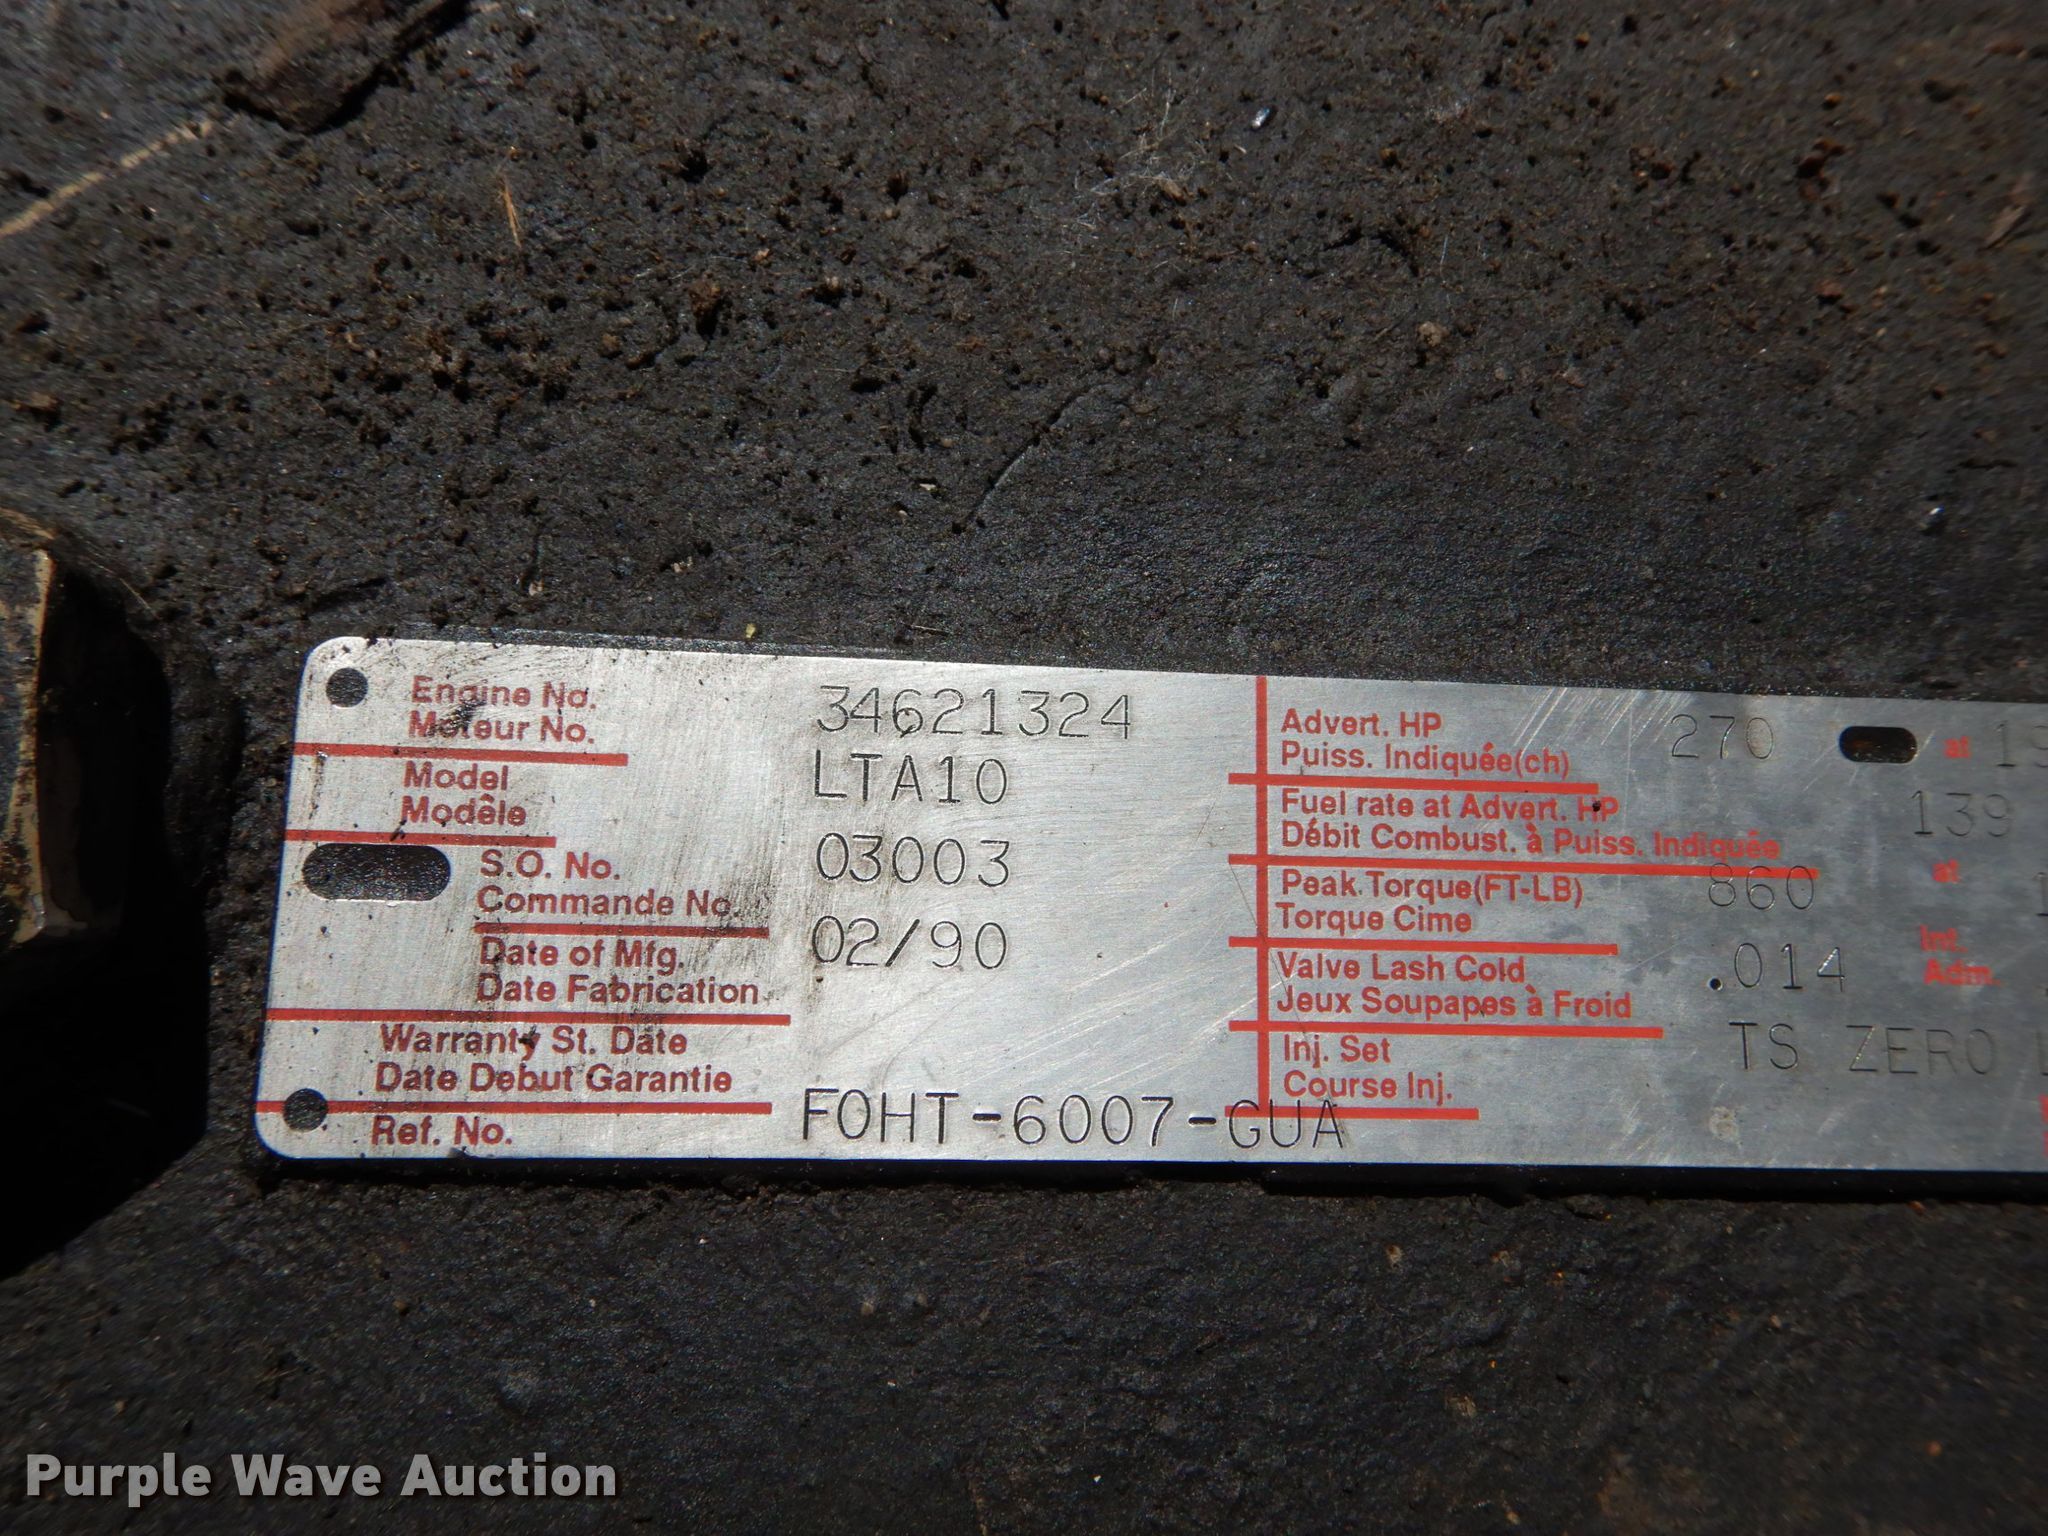 Engine No.
Moteur No.
34621324
Model
Modèle
LTA10
S.O. No.
Commande No.
03003
Date of Mfg.
Date Fabrication
02/90
Warranty St. Date
Date Debut Garantie
Ref. No.
F0HT-6007-GUA
Advert. HP
Puiss. Indiquée(ch)
270 at 19
Fuel rate at Advert. HP
Débit Combust. à Puiss. Indiquée
139
Peak Torque(FT-LB)
Torque Cime
860 at 1
Valve Lash Cold
Jeux Soupapes à Froid
.014 Int.
Adm.
Inj. Set
Course Inj.
TS ZERO
Purple Wave Auction